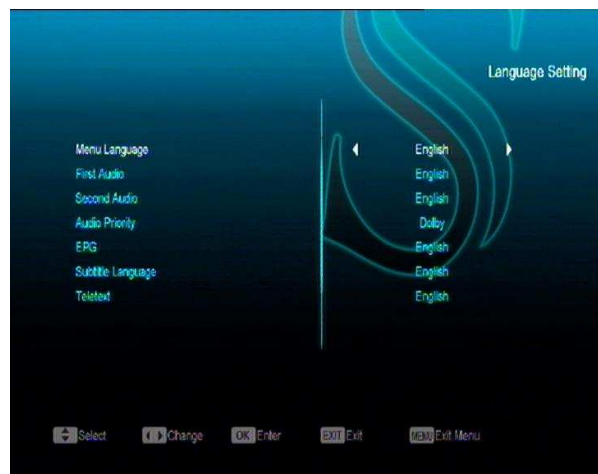 Language Setting
Menu Language English
First Audio English
Second Audio English
Audio Priority Dolby
EPG English
Subtitle Language English
Teletext English
Select Change OK Enter EXIT Exit MENU Exit Menu